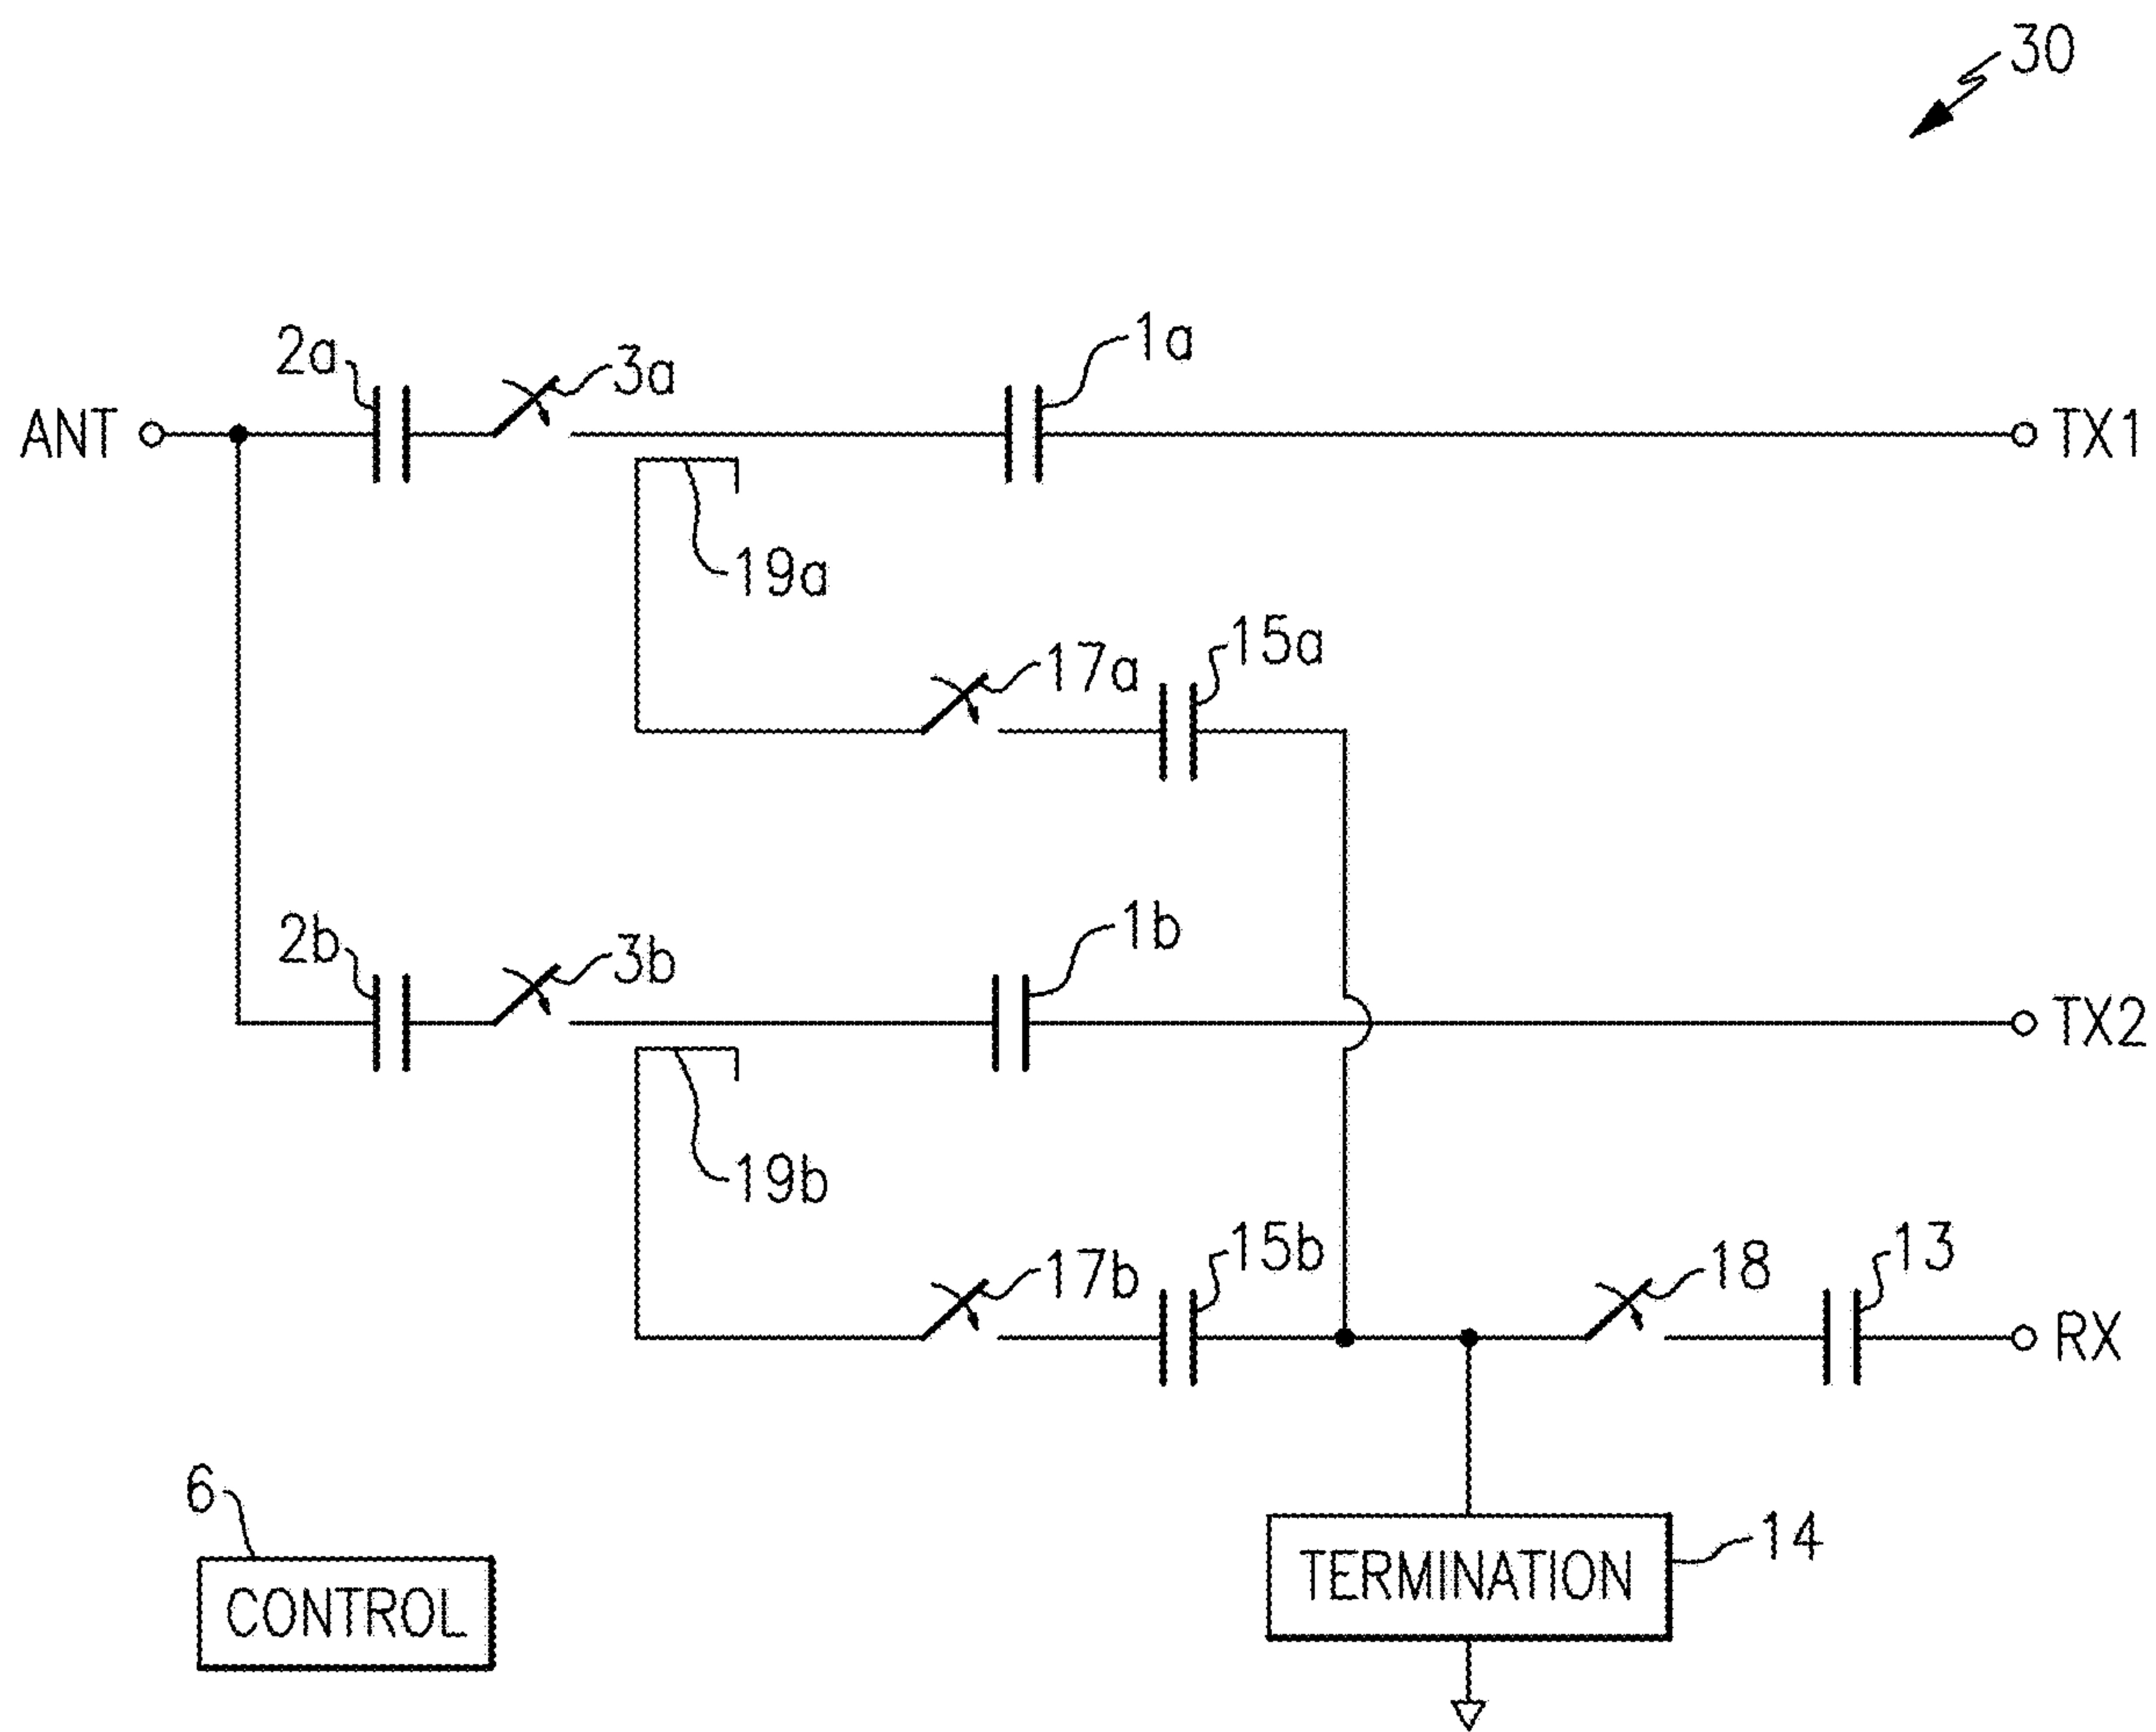 30
2a
3a
1a
ANT
TX1
19a
17a
15a
2b
3b
1b
TX2
19b
17b
15b
18
13
RX
6
CONTROL
TERMINATION
14